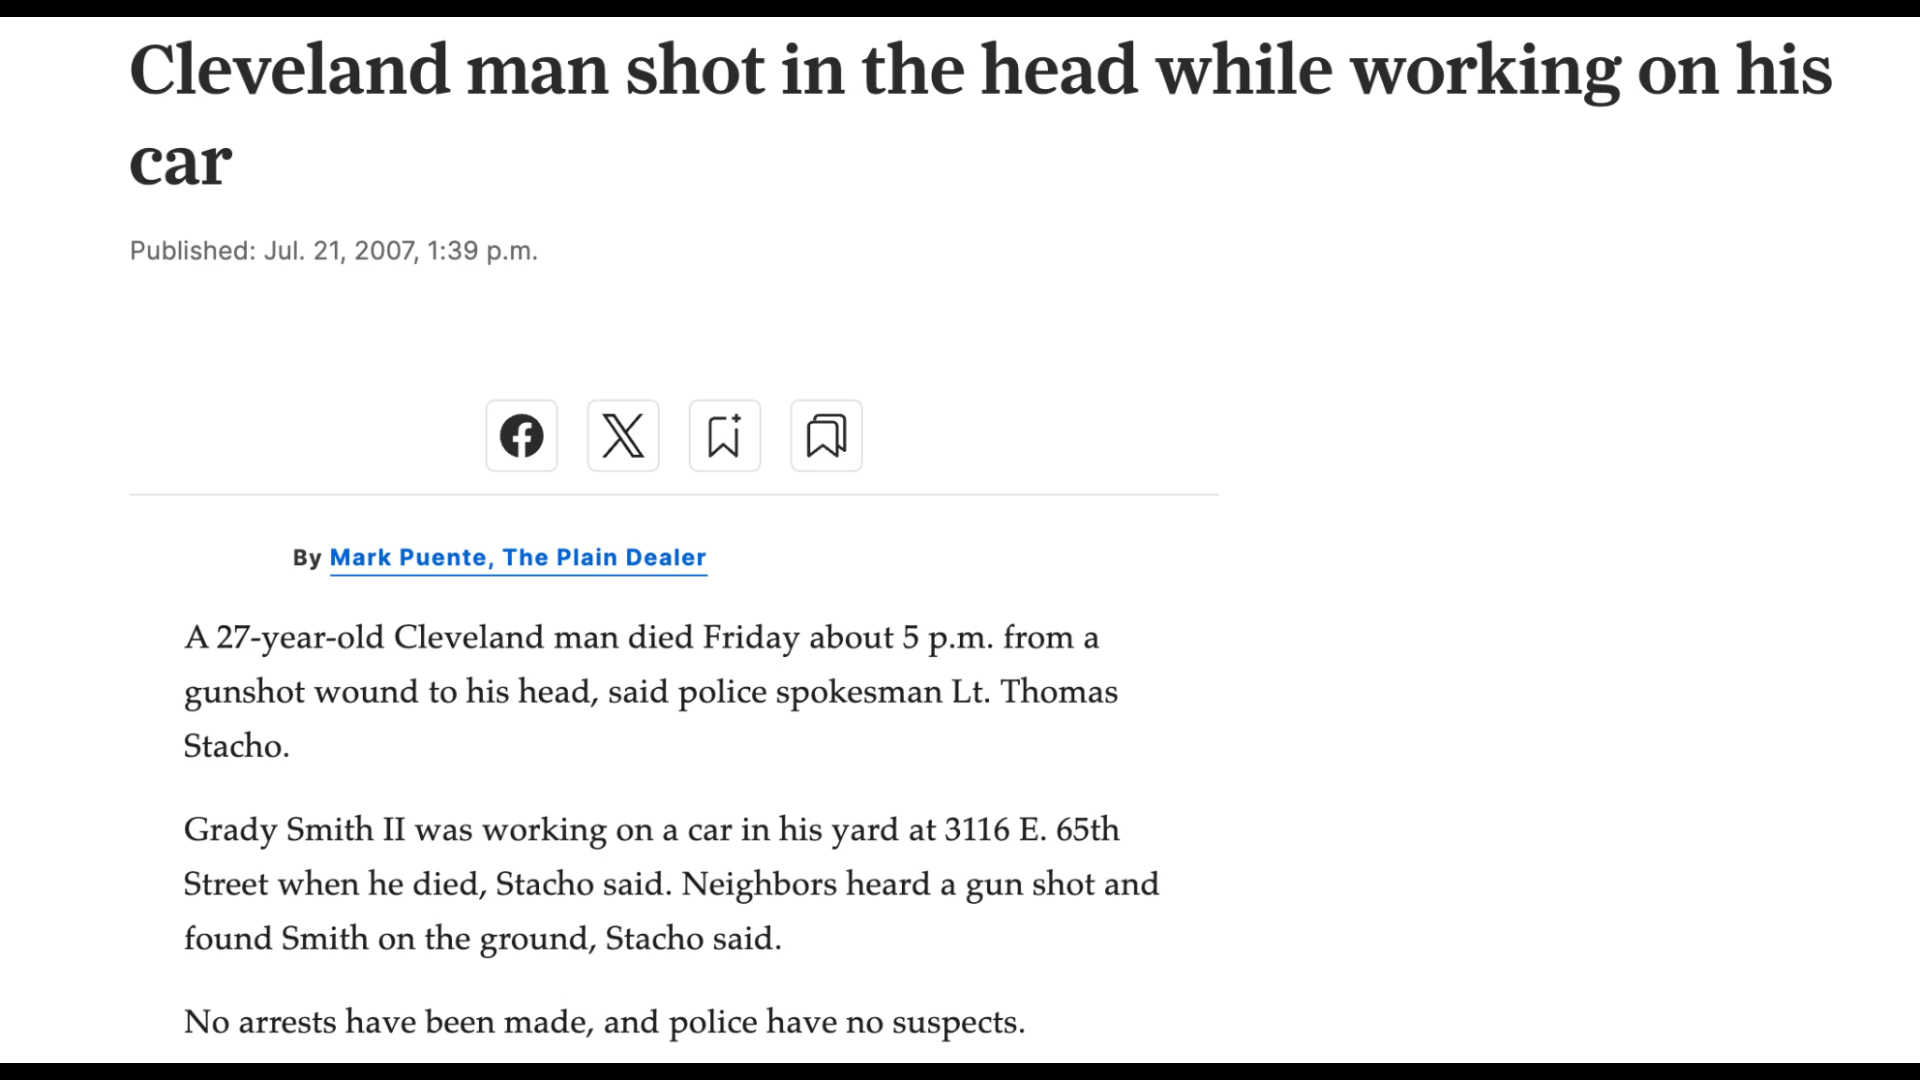 Cleveland man shot in the head while working on his
car
Published: Jul. 21, 2007, 1:39 p.m.
By Mark Puente, The Plain Dealer
A 27-year-old Cleveland man died Friday about 5 p.m. from a
gunshot wound to his head, said police spokesman Lt. Thomas
Stacho.
Grady Smith II was working on a car in his yard at 3116 E. 65th
Street when he died, Stacho said. Neighbors heard a gun shot and
found Smith on the ground, Stacho said.
No arrests have been made, and police have no suspects.